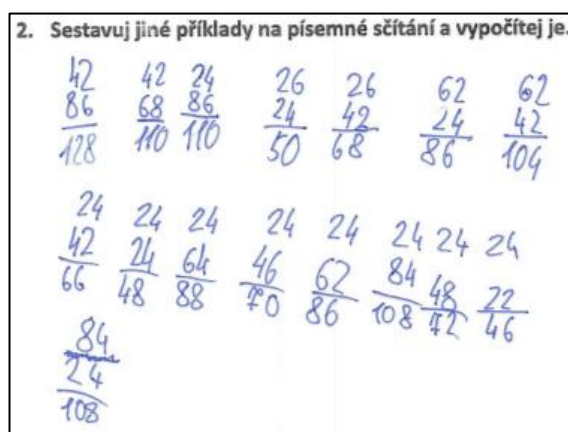 2. Sestavuj jiné příklady na písemné sčítání a vypočítej je.
42 42 24 26 26 62 62
86 68 86 24 42 24 42
128 110 110 50 68 86 104
24 24 24 24 24 24 24 24
42 24 64 46 62 84 48 22
66 48 88 70 86 108 72 46
84
24
108